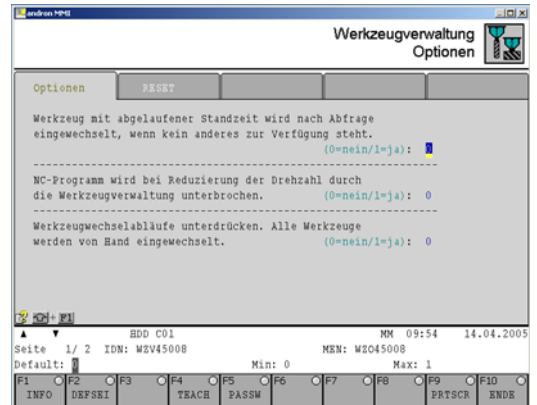 andron MMI
Werkzeugverwaltung
Optionen
Optionen RESET
Werkzeug mit abgelaufener Standzeit wird nach Abfrage
eingewechselt, wenn kein anderes zur Verfügung steht.
(0=nein/1=ja): 0
NC-Programm wird bei Reduzierung der Drehzahl durch
die Werkzeugverwaltung unterbrochen. (0=nein/1=ja): 0
Werkzeugwechselabläufe unterdrücken. Alle Werkzeuge
werden von Hand eingewechselt. (0=nein/1=ja): 0
+ F1
HDD C01 MM 09:54 14.04.2005
Seite 1/ 2 IDN: WZV45008 MEN: WZO45008
Default: 0 Min: 0 Max: 1
F1 F2 F3 F4 F5 F6 F7 F8 F9 F10
INFO DEFSEI TEACH PASSW PRTSCR ENDE